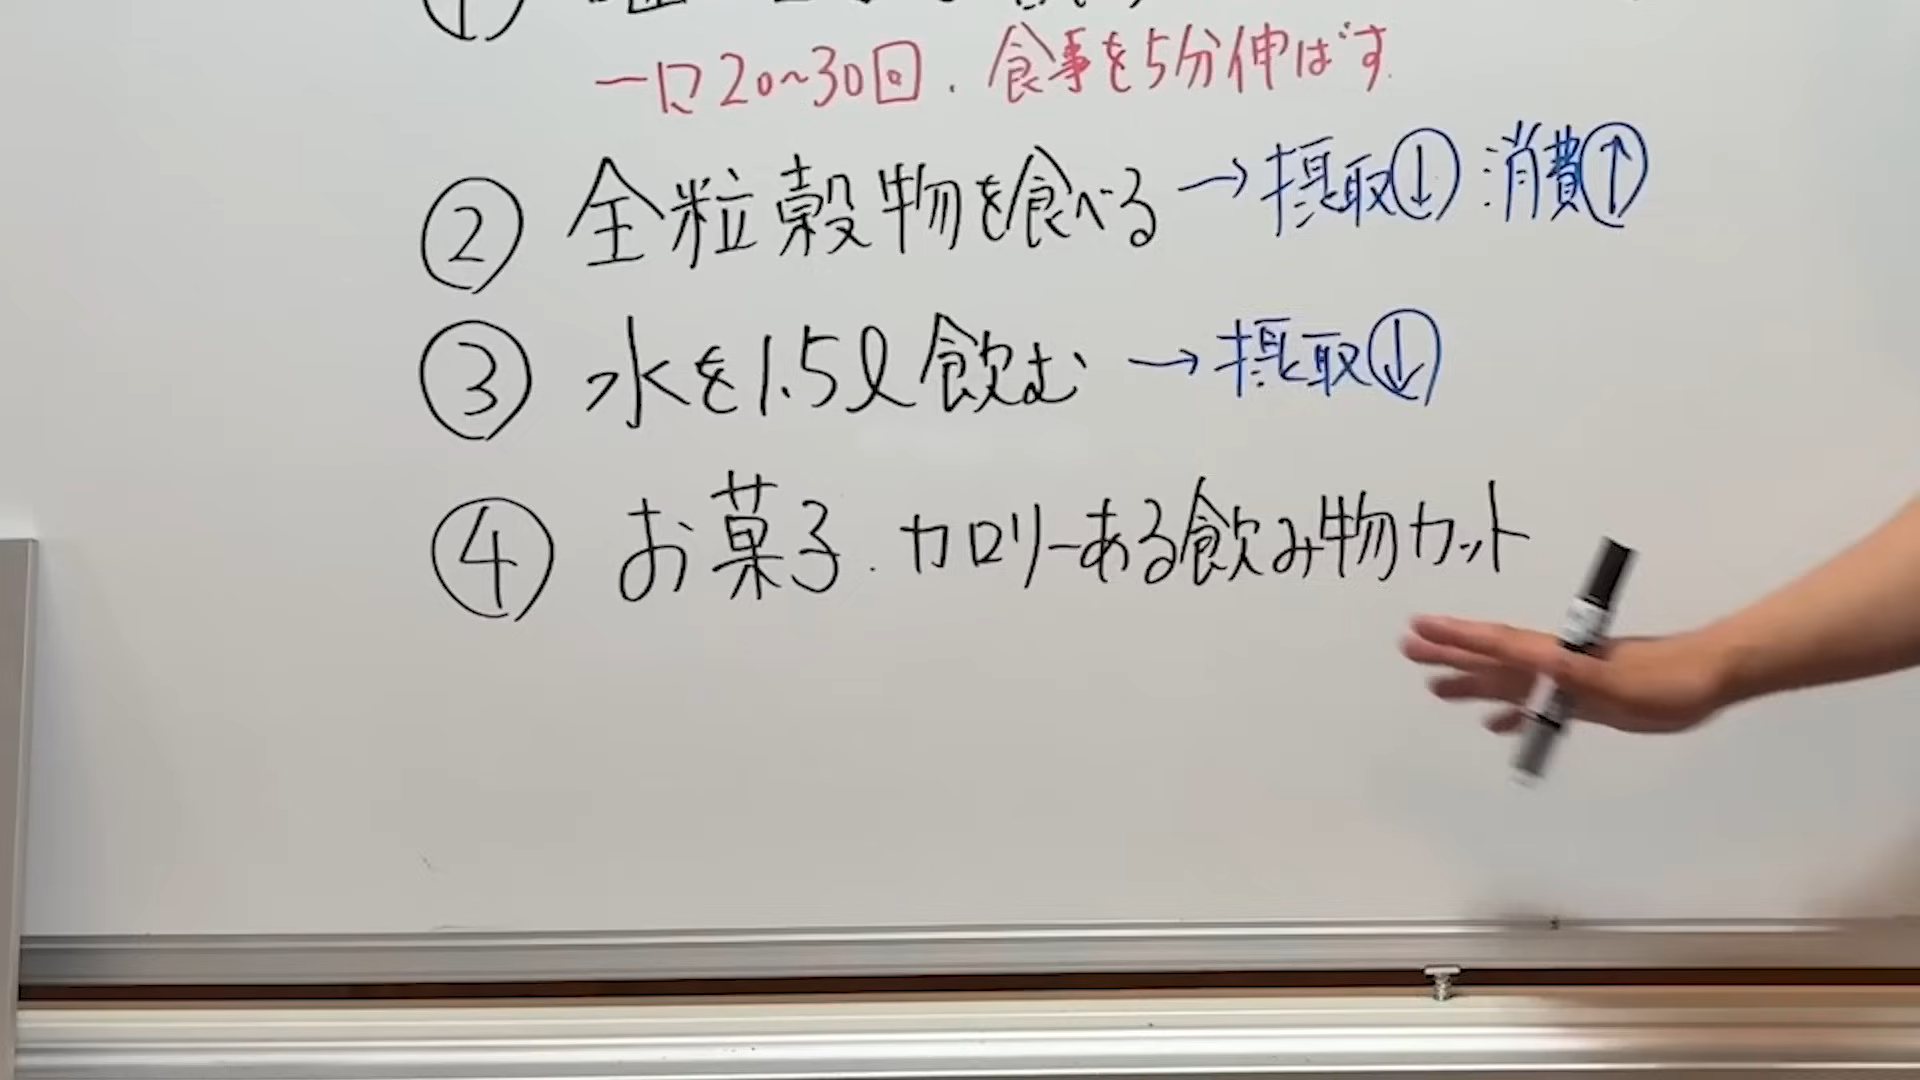 ①
一口20~30回.食事を5分伸ばす.
② 全粒穀物を食べる→摂取↓ 消費↑
③ 水を1.5ℓ飲む→摂取↓
④ お菓子.カロリーある飲み物カット